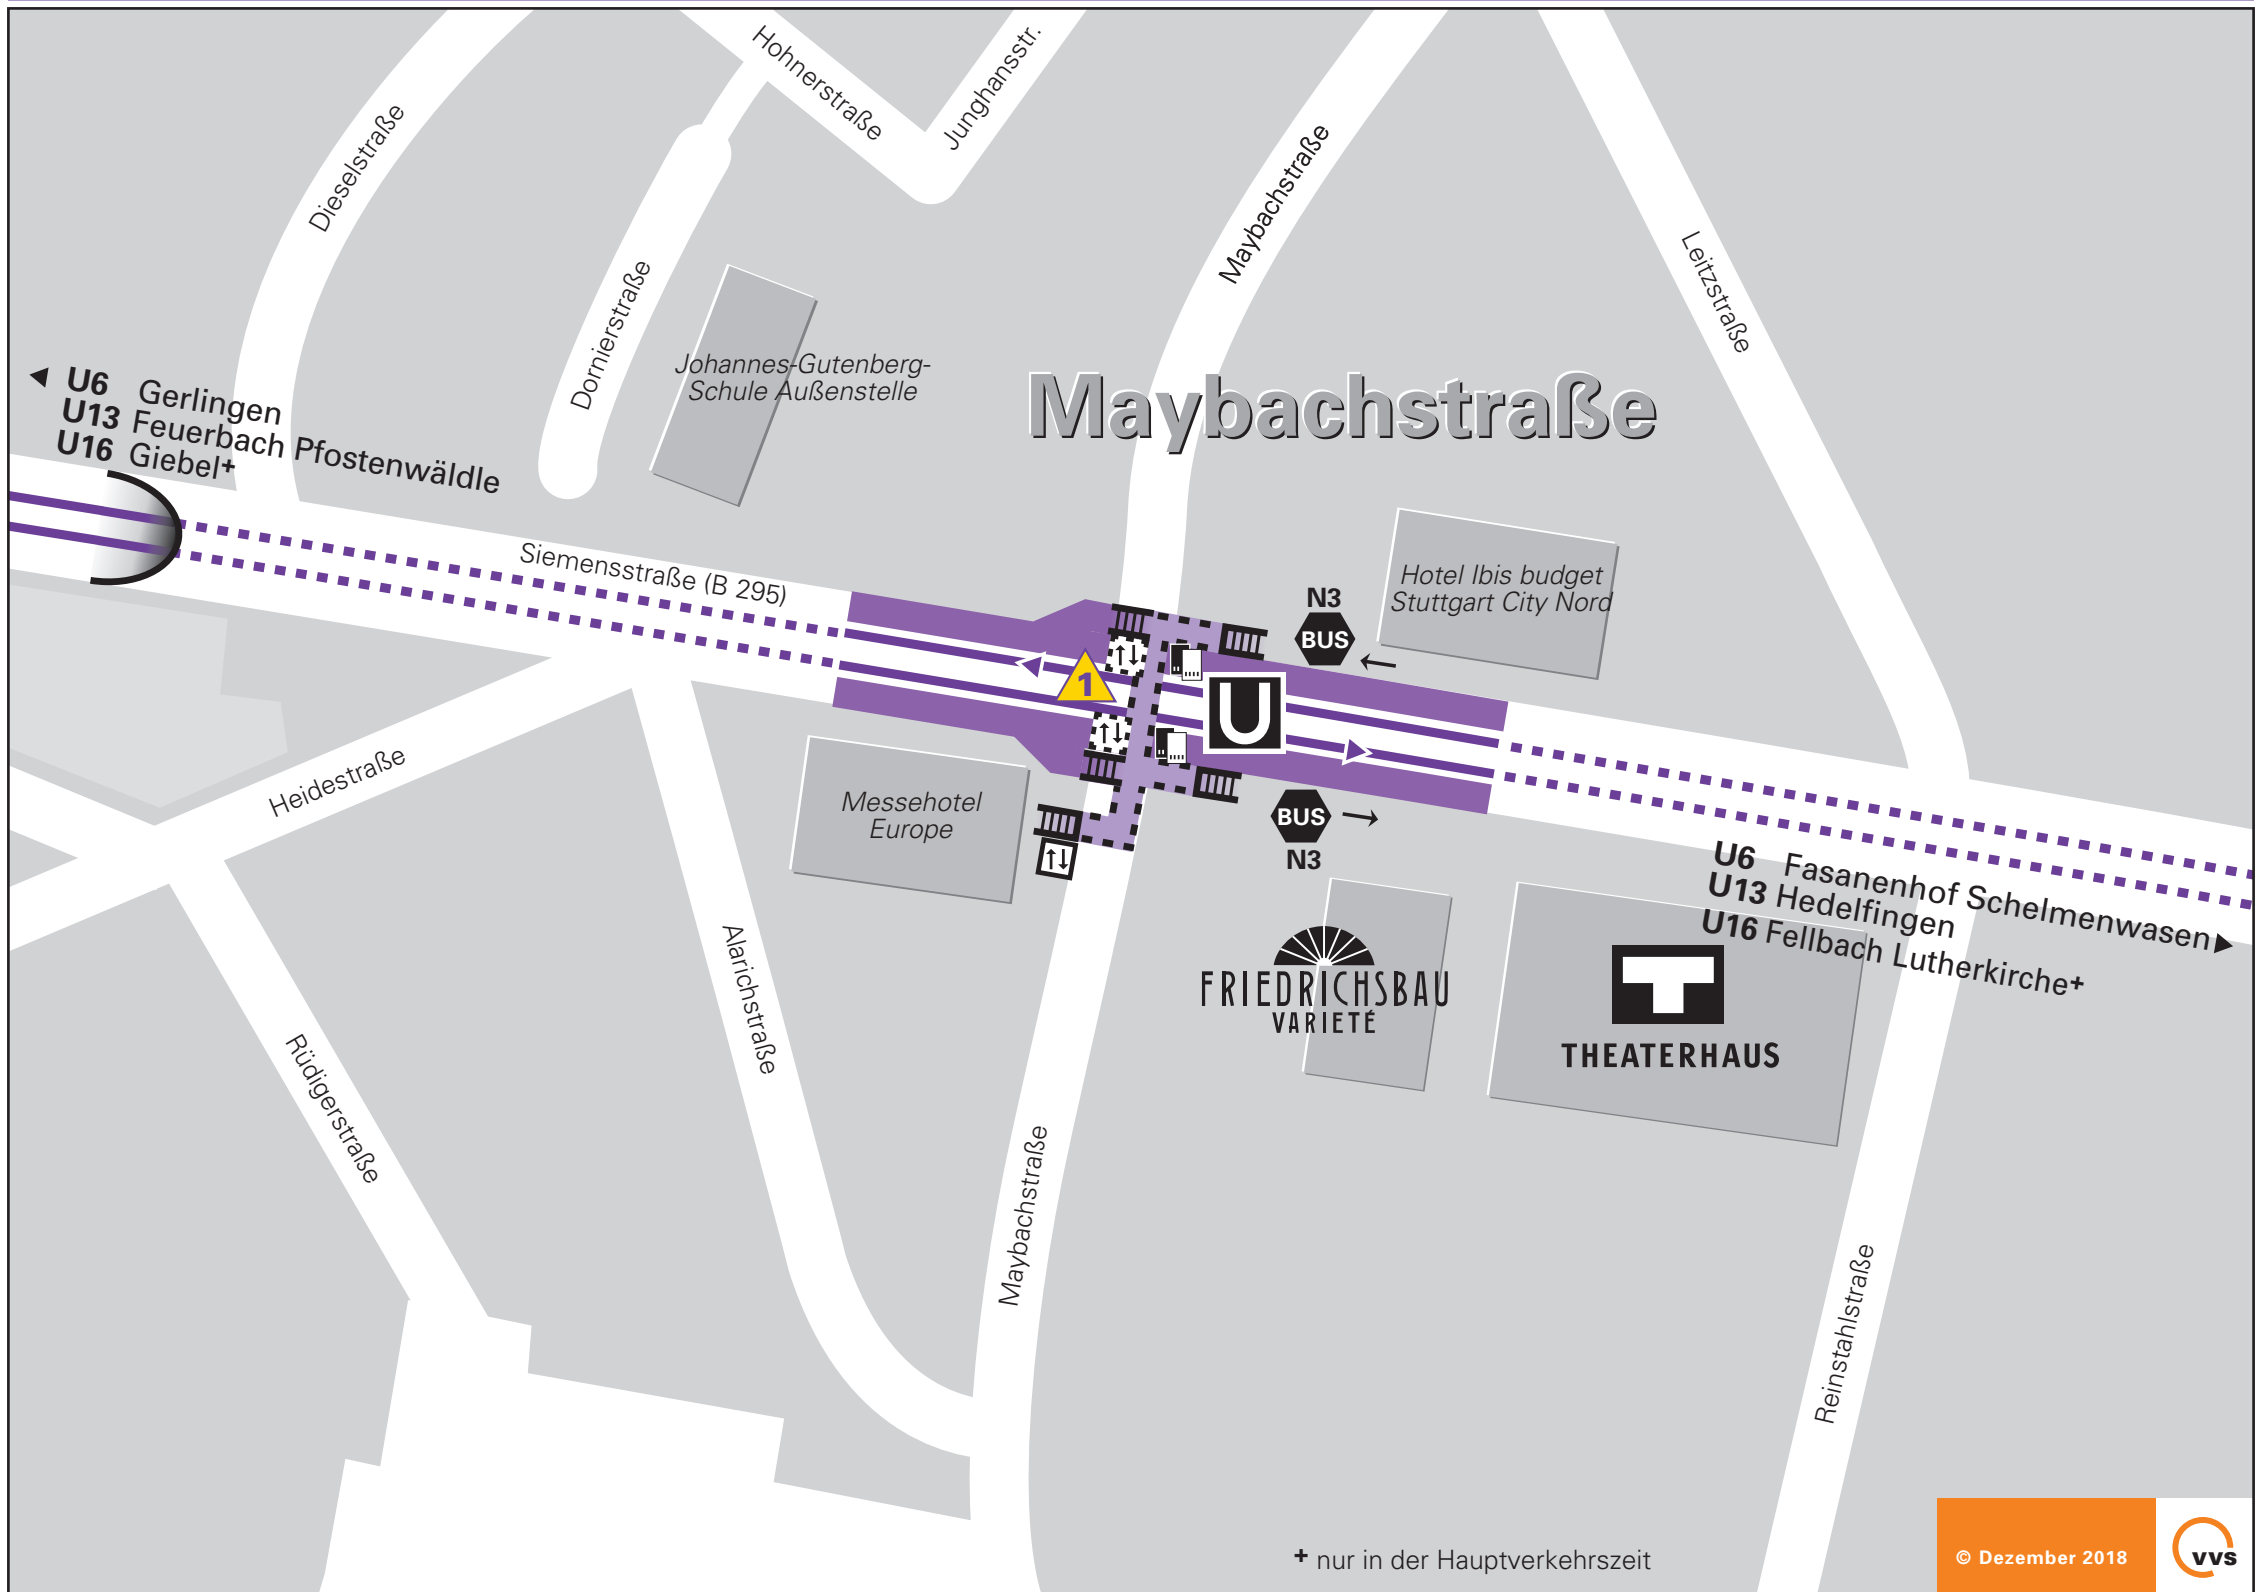 Hohnerstraße
Junghansstr.
Dieselstraße
Maybachstraße
Leitzstraße
Dornierstraße
Johannes-Gutenberg-
Schule Außenstelle
Maybachstraße
U6 Gerlingen
U13 Feuerbach Pfostenwäldle
U16 Giebel+
Siemensstraße (B 295)
Hotel Ibis budget
Stuttgart City Nord
N3
BUS
1
U
Heidestraße
Messehotel
Europe
BUS
N3
U6 Fasanenhof Schelmenwasen
U13 Hedelfingen
U16 Fellbach Lutherkirche+
Alarichstraße
FRIEDRICHSBAU
VARIETÉ
T
THEATERHAUS
Rüdigerstraße
Maybachstraße
Reinstahlstraße
+ nur in der Hauptverkehrszeit
© Dezember 2018
vvs